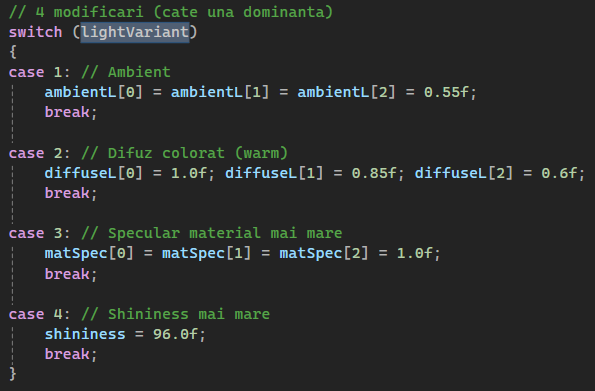 // 4 modificari (cate una dominanta)
switch (lightVariant)
{
case 1: // Ambient
ambientL[0] = ambientL[1] = ambientL[2] = 0.55f;
break;
case 2: // Difuz colorat (warm)
diffuseL[0] = 1.0f; diffuseL[1] = 0.85f; diffuseL[2] = 0.6f;
break;
case 3: // Specular material mai mare
matSpec[0] = matSpec[1] = matSpec[2] = 1.0f;
break;
case 4: // Shininess mai mare
shininess = 96.0f;
break;
}